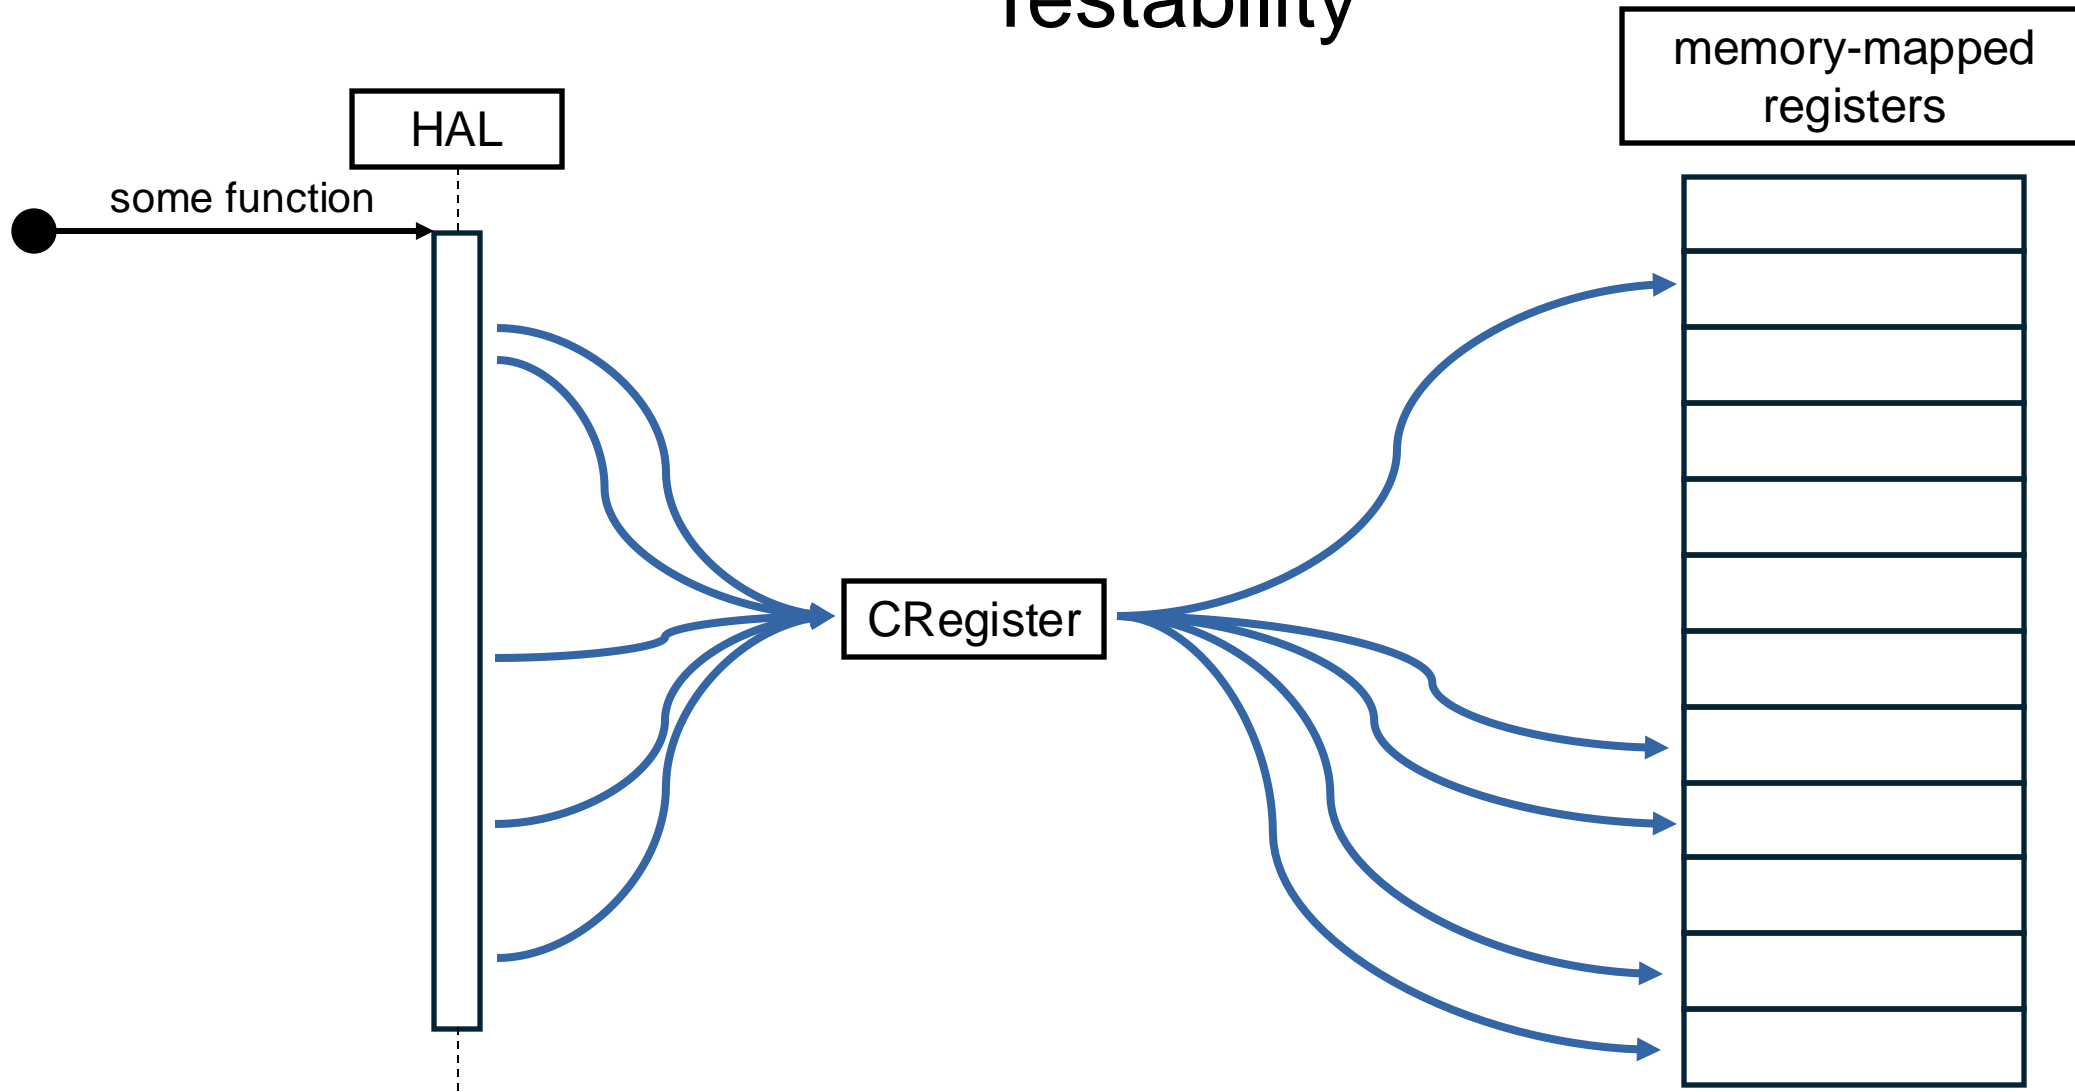 Testability
memory-mapped
registers
HAL
some function
CRegister